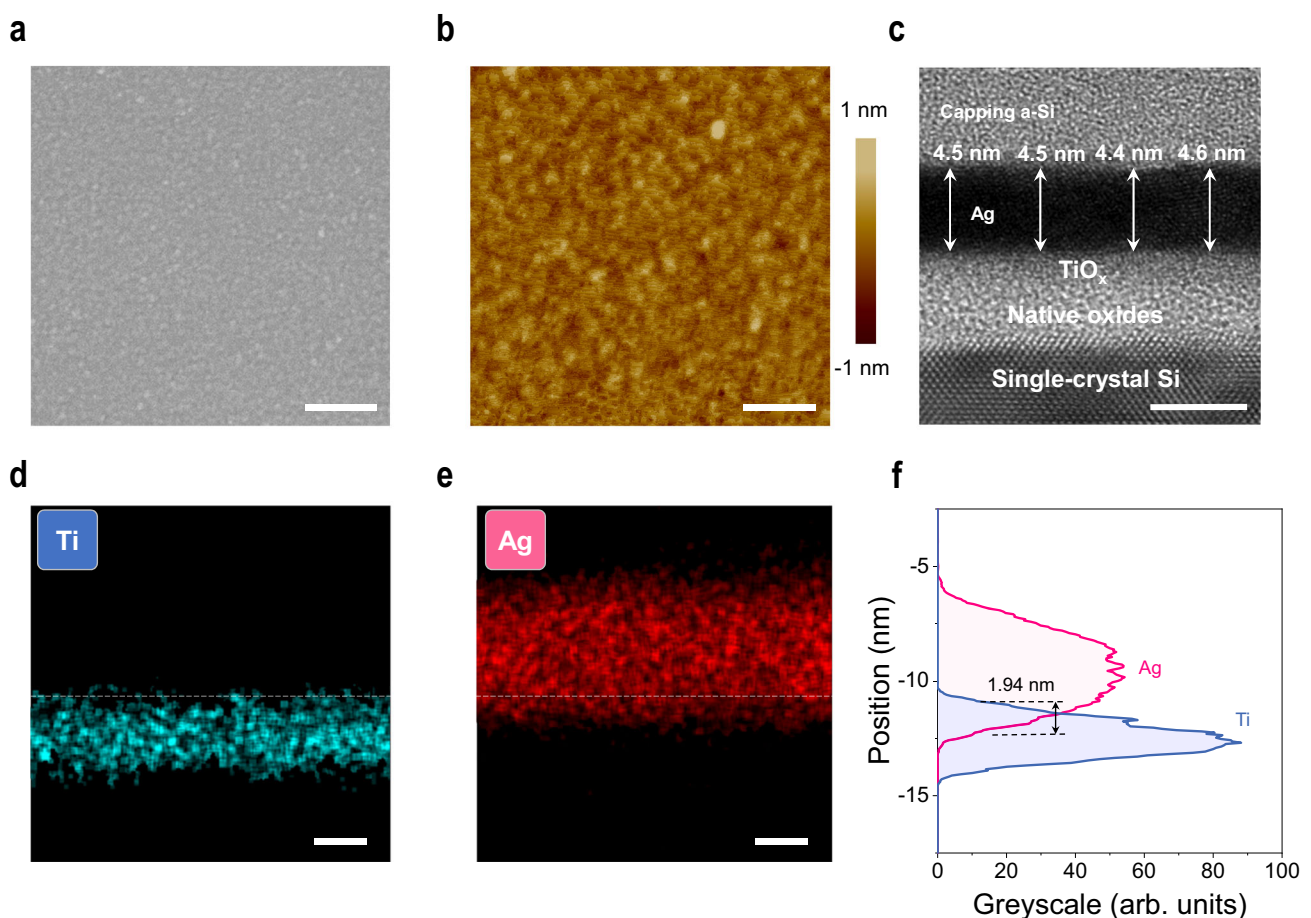 a
b
c
1 nm
-1 nm
Capping a-Si
4.5 nm 4.5 nm 4.4 nm 4.6 nm
Ag
TiOₓ
Native oxides
Single-crystal Si
d
e
f
Ti
Ag
-5
-10
-15
Position (nm)
1.94 nm
Ag
Ti
0 20 40 60 80 100
Greyscale (arb. units)